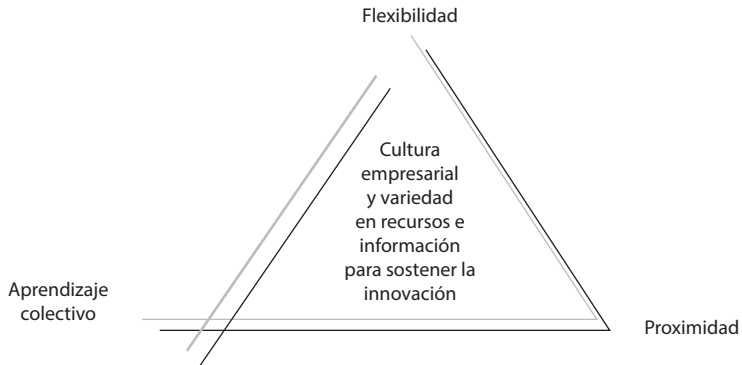 Flexibilidad
Cultura
empresarial
y variedad
en recursos e
información
para sostener la
innovación
Aprendizaje
colectivo
Proximidad